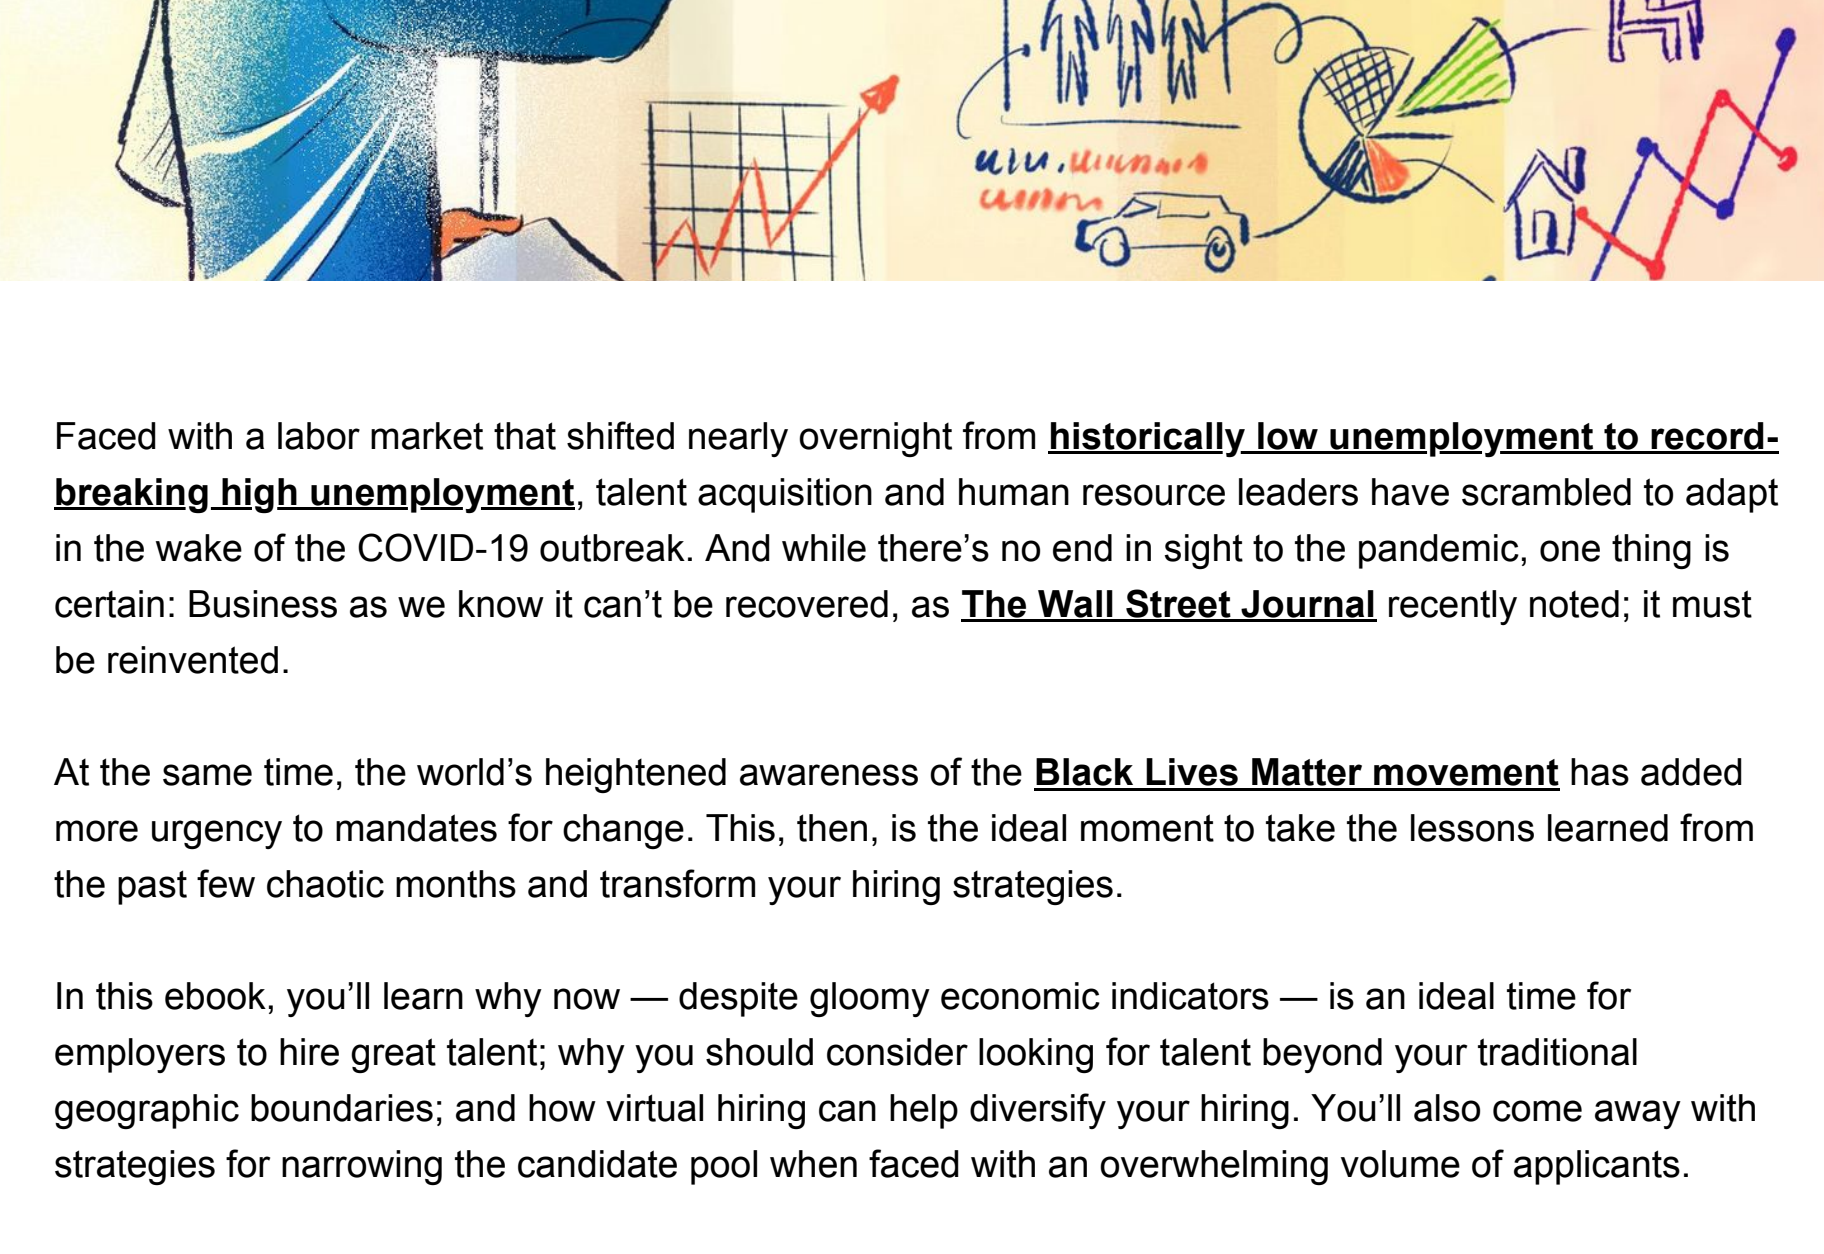 Faced with a labor market that shifted nearly overnight from historically low unemployment to record-
breaking high unemployment, talent acquisition and human resource leaders have scrambled to adapt
in the wake of the COVID-19 outbreak. And while there’s no end in sight to the pandemic, one thing is
certain: Business as we know it can’t be recovered, as The Wall Street Journal recently noted; it must
be reinvented.
At the same time, the world’s heightened awareness of the Black Lives Matter movement has added
more urgency to mandates for change. This, then, is the ideal moment to take the lessons learned from
the past few chaotic months and transform your hiring strategies.
In this ebook, you’ll learn why now — despite gloomy economic indicators — is an ideal time for
employers to hire great talent; why you should consider looking for talent beyond your traditional
geographic boundaries; and how virtual hiring can help diversify your hiring. You’ll also come away with
strategies for narrowing the candidate pool when faced with an overwhelming volume of applicants.